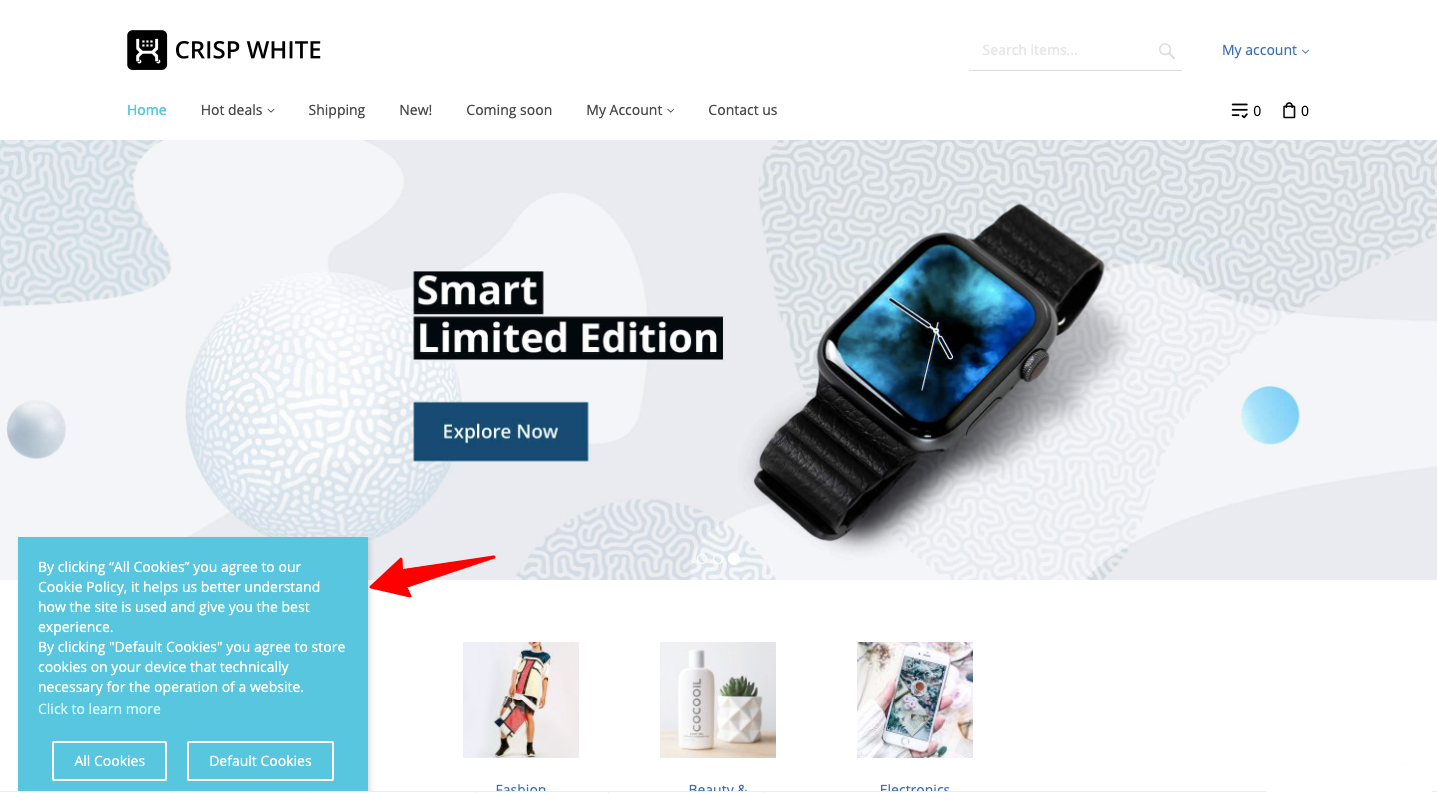 CRISP WHITE
Search items...
My account
Home Hot deals Shipping New! Coming soon My Account Contact us
0 0
Smart
Limited Edition
Explore Now
By clicking “All Cookies” you agree to our
Cookie Policy, it helps us better understand
how the site is used and give you the best
experience.
By clicking "Default Cookies" you agree to store
cookies on your device that technically
necessary for the operation of a website.
Click to learn more
All Cookies Default Cookies
COCOOIL
Fashion Beauty & Electronics